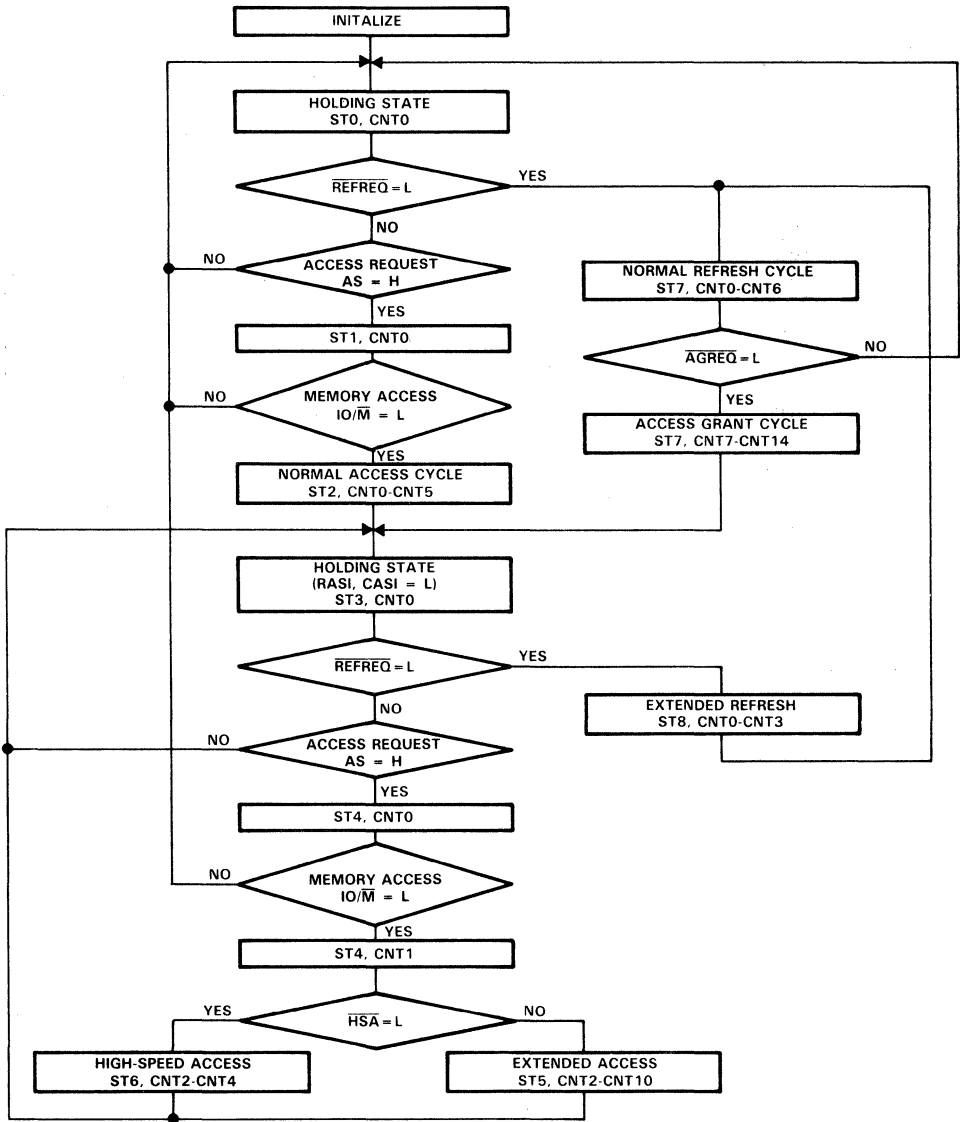 INITALIZE
HOLDING STATE
ST0, CNT0
REFREQ = L
YES
NO
NO
ACCESS REQUEST
AS = H
YES
NORMAL REFRESH CYCLE
ST7, CNT0-CNT6
ST1, CNT0
AGREQ = L
NO
NO
MEMORY ACCESS
IO/M = L
YES
YES
ACCESS GRANT CYCLE
ST7, CNT7-CNT14
NORMAL ACCESS CYCLE
ST2, CNT0-CNT5
HOLDING STATE
(RASI, CASI = L)
ST3, CNT0
REFREQ = L
YES
NO
EXTENDED REFRESH
ST8, CNT0-CNT3
NO
ACCESS REQUEST
AS = H
YES
ST4, CNT0
NO
MEMORY ACCESS
IO/M = L
YES
ST4, CNT1
YES
HSA = L
NO
HIGH-SPEED ACCESS
ST6, CNT2-CNT4
EXTENDED ACCESS
ST5, CNT2-CNT10